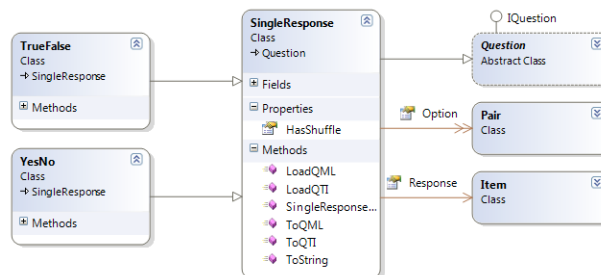 TrueFalse
Class
SingleResponse
Methods
YesNo
Class
SingleResponse
Methods
SingleResponse
Class
Question
Fields
Properties
HasShuffle
Methods
LoadQML
LoadQTI
SingleResponse...
ToQML
ToQTI
ToString
IQuestion
Question
Abstract Class
Option
Pair
Class
Response
Item
Class